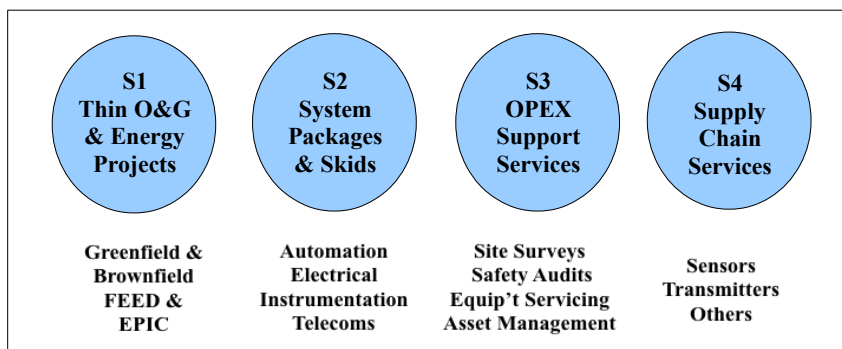 S1
Thin O&G
& Energy
Projects
S2
System
Packages
& Skids
S3
OPEX
Support
Services
S4
Supply
Chain
Services
Greenfield &
Brownfield
FEED &
EPIC
Automation
Electrical
Instrumentation
Telecoms
Site Surveys
Safety Audits
Equip't Servicing
Asset Management
Sensors
Transmitters
Others